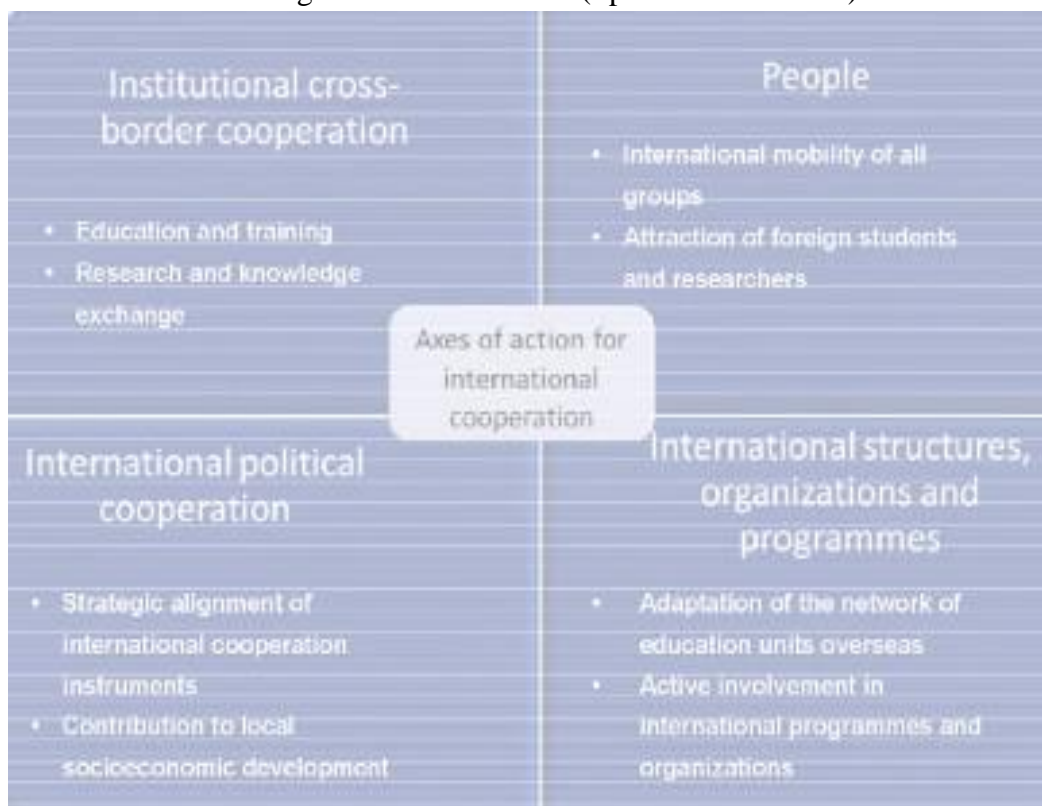 Institutional cross-
border cooperation
• Education and training
• Research and knowledge
exchange
People
• International mobility of all
groups
• Attraction of foreign students
and researchers
Axes of action for
international
cooperation
International political
cooperation
• Strategic alignment of
international cooperation
instruments
• Contribution to local
socioeconomic development
International structures,
organizations and
programmes
• Adaptation of the network of
education units overseas
• Active involvement in
international programmes and
organizations